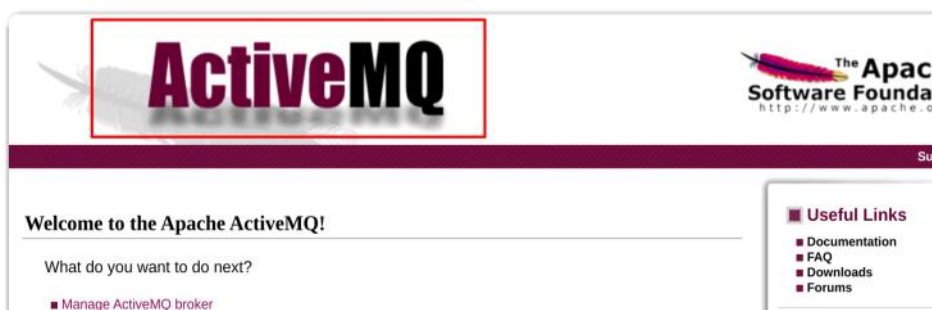 ActiveMQ
The Apac
Software Founda
http://www.apache.o
Su
Welcome to the Apache ActiveMQ!
What do you want to do next?
Manage ActiveMQ broker
Useful Links
Documentation
FAQ
Downloads
Forums